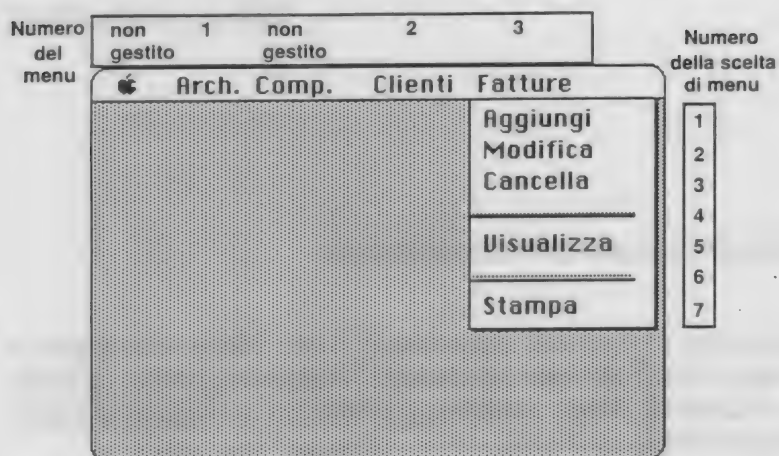 Numero del menu
non gestito 1 non gestito 2 3
Numero della scelta di menu
Arch. Comp. Clienti Fatture
Aggiungi
Modifica
Cancella
Visualizza
Stampa
1
2
3
4
5
6
7